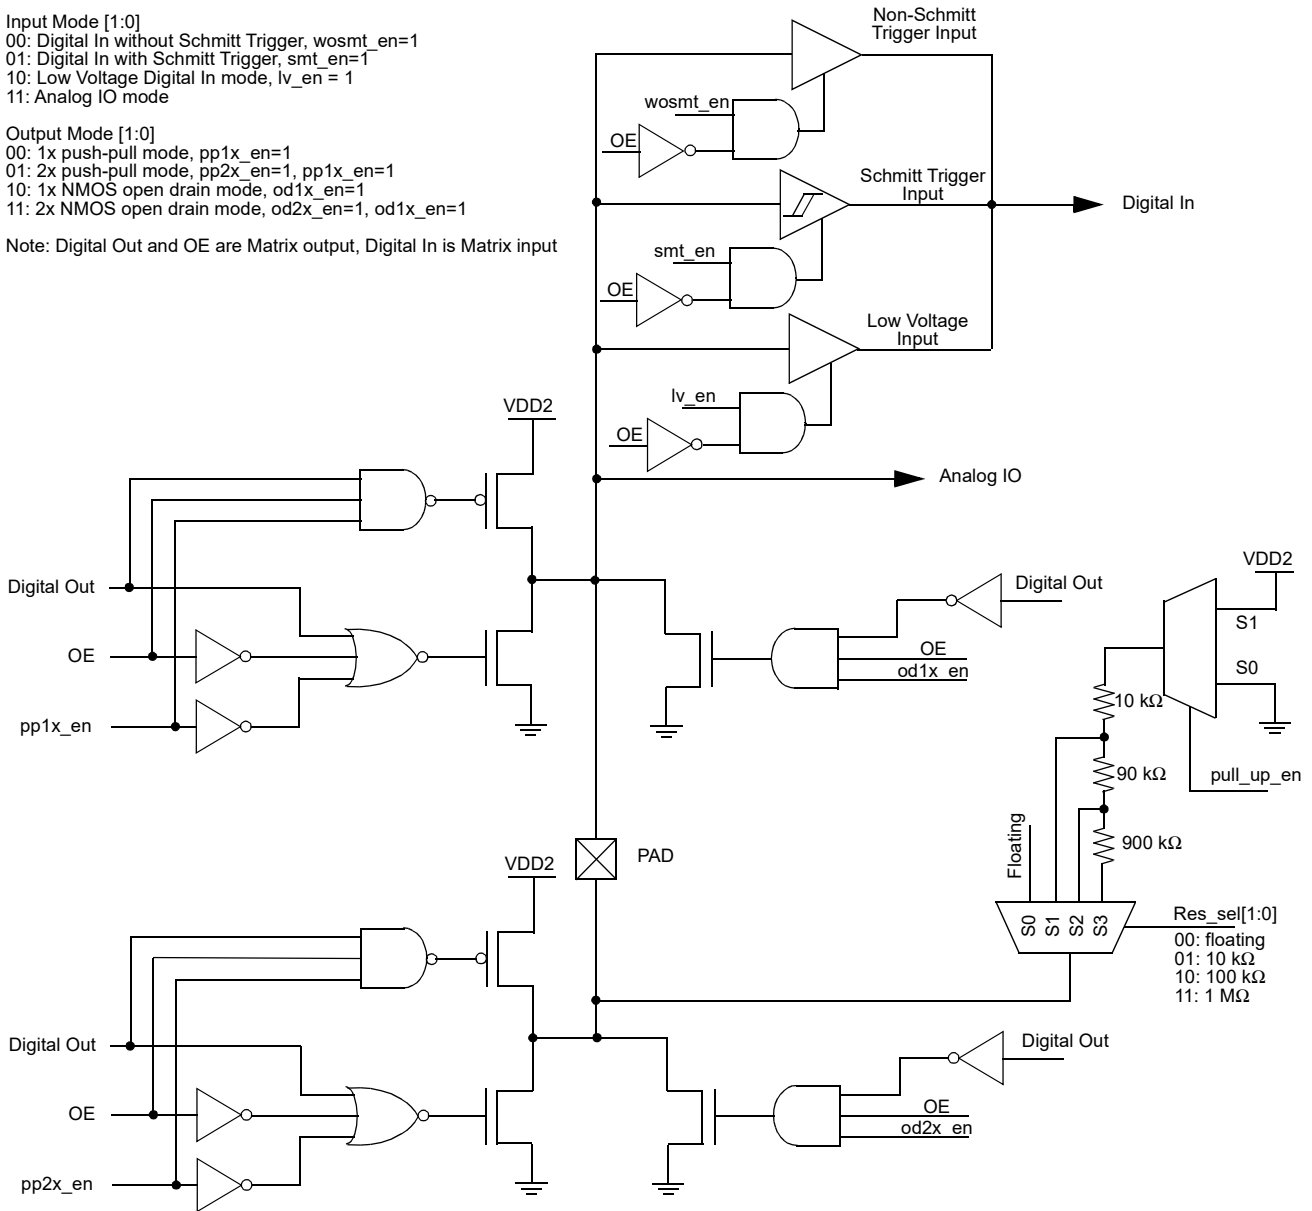 Input Mode [1:0]
00: Digital In without Schmitt Trigger, wosmt_en=1
01: Digital In with Schmitt Trigger, smt_en=1
10: Low Voltage Digital In mode, lv_en = 1
11: Analog IO mode
Output Mode [1:0]
00: 1x push-pull mode, pp1x_en=1
01: 2x push-pull mode, pp2x_en=1, pp1x_en=1
10: 1x NMOS open drain mode, od1x_en=1
11: 2x NMOS open drain mode, od2x_en=1, od1x_en=1
Note: Digital Out and OE are Matrix output, Digital In is Matrix input
Non-Schmitt
Trigger Input
wosmt_en
OE
Schmitt Trigger
Input
Digital In
smt_en
OE
Low Voltage
Input
lv_en
OE
VDD2
Analog IO
Digital Out
OE
pp1x_en
Digital Out
OE
od1x_en
VDD2
S1
S0
10 kΩ
90 kΩ
pull_up_en
900 kΩ
Floating
PAD
S0
S1
S2
S3
Res_sel[1:0]
00: floating
01: 10 kΩ
10: 100 kΩ
11: 1 MΩ
VDD2
Digital Out
OE
pp2x_en
Digital Out
OE
od2x_en